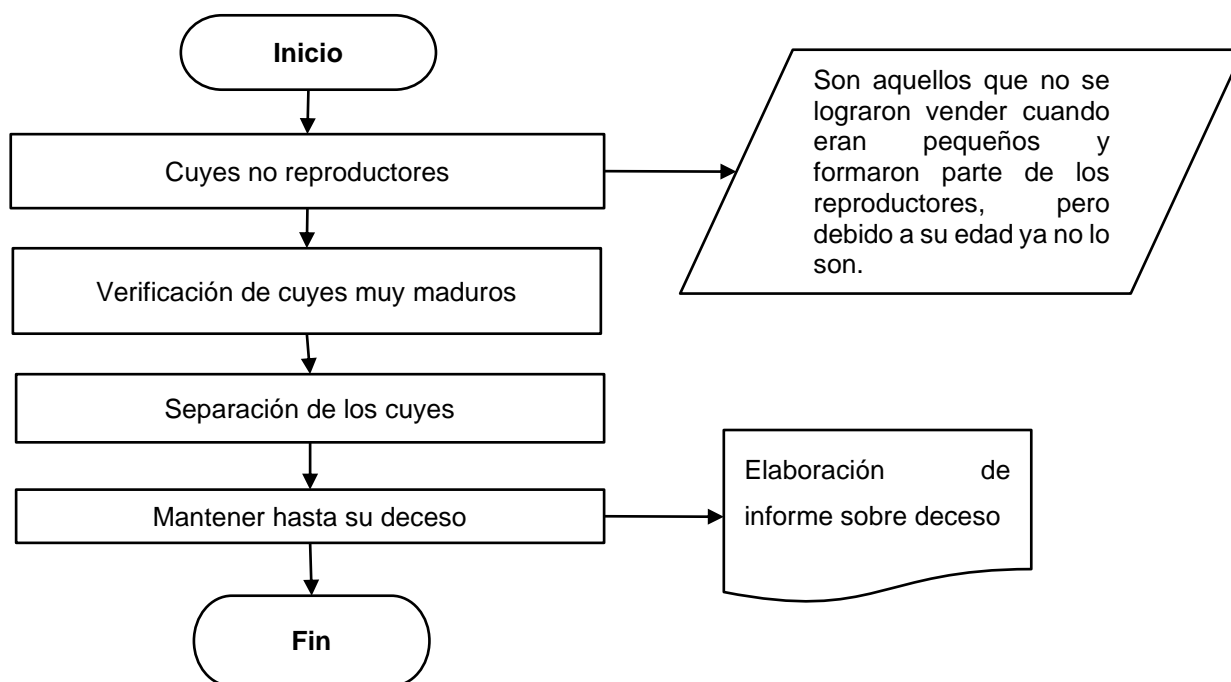 Inicio
Cuyes no reproductores
Son aquellos que no se
lograron vender cuando
eran pequeños y
formaron parte de los
reproductores, pero
debido a su edad ya no lo
son.
Verificación de cuyes muy maduros
Separación de los cuyes
Mantener hasta su deceso
Elaboración de
informe sobre deceso
Fin